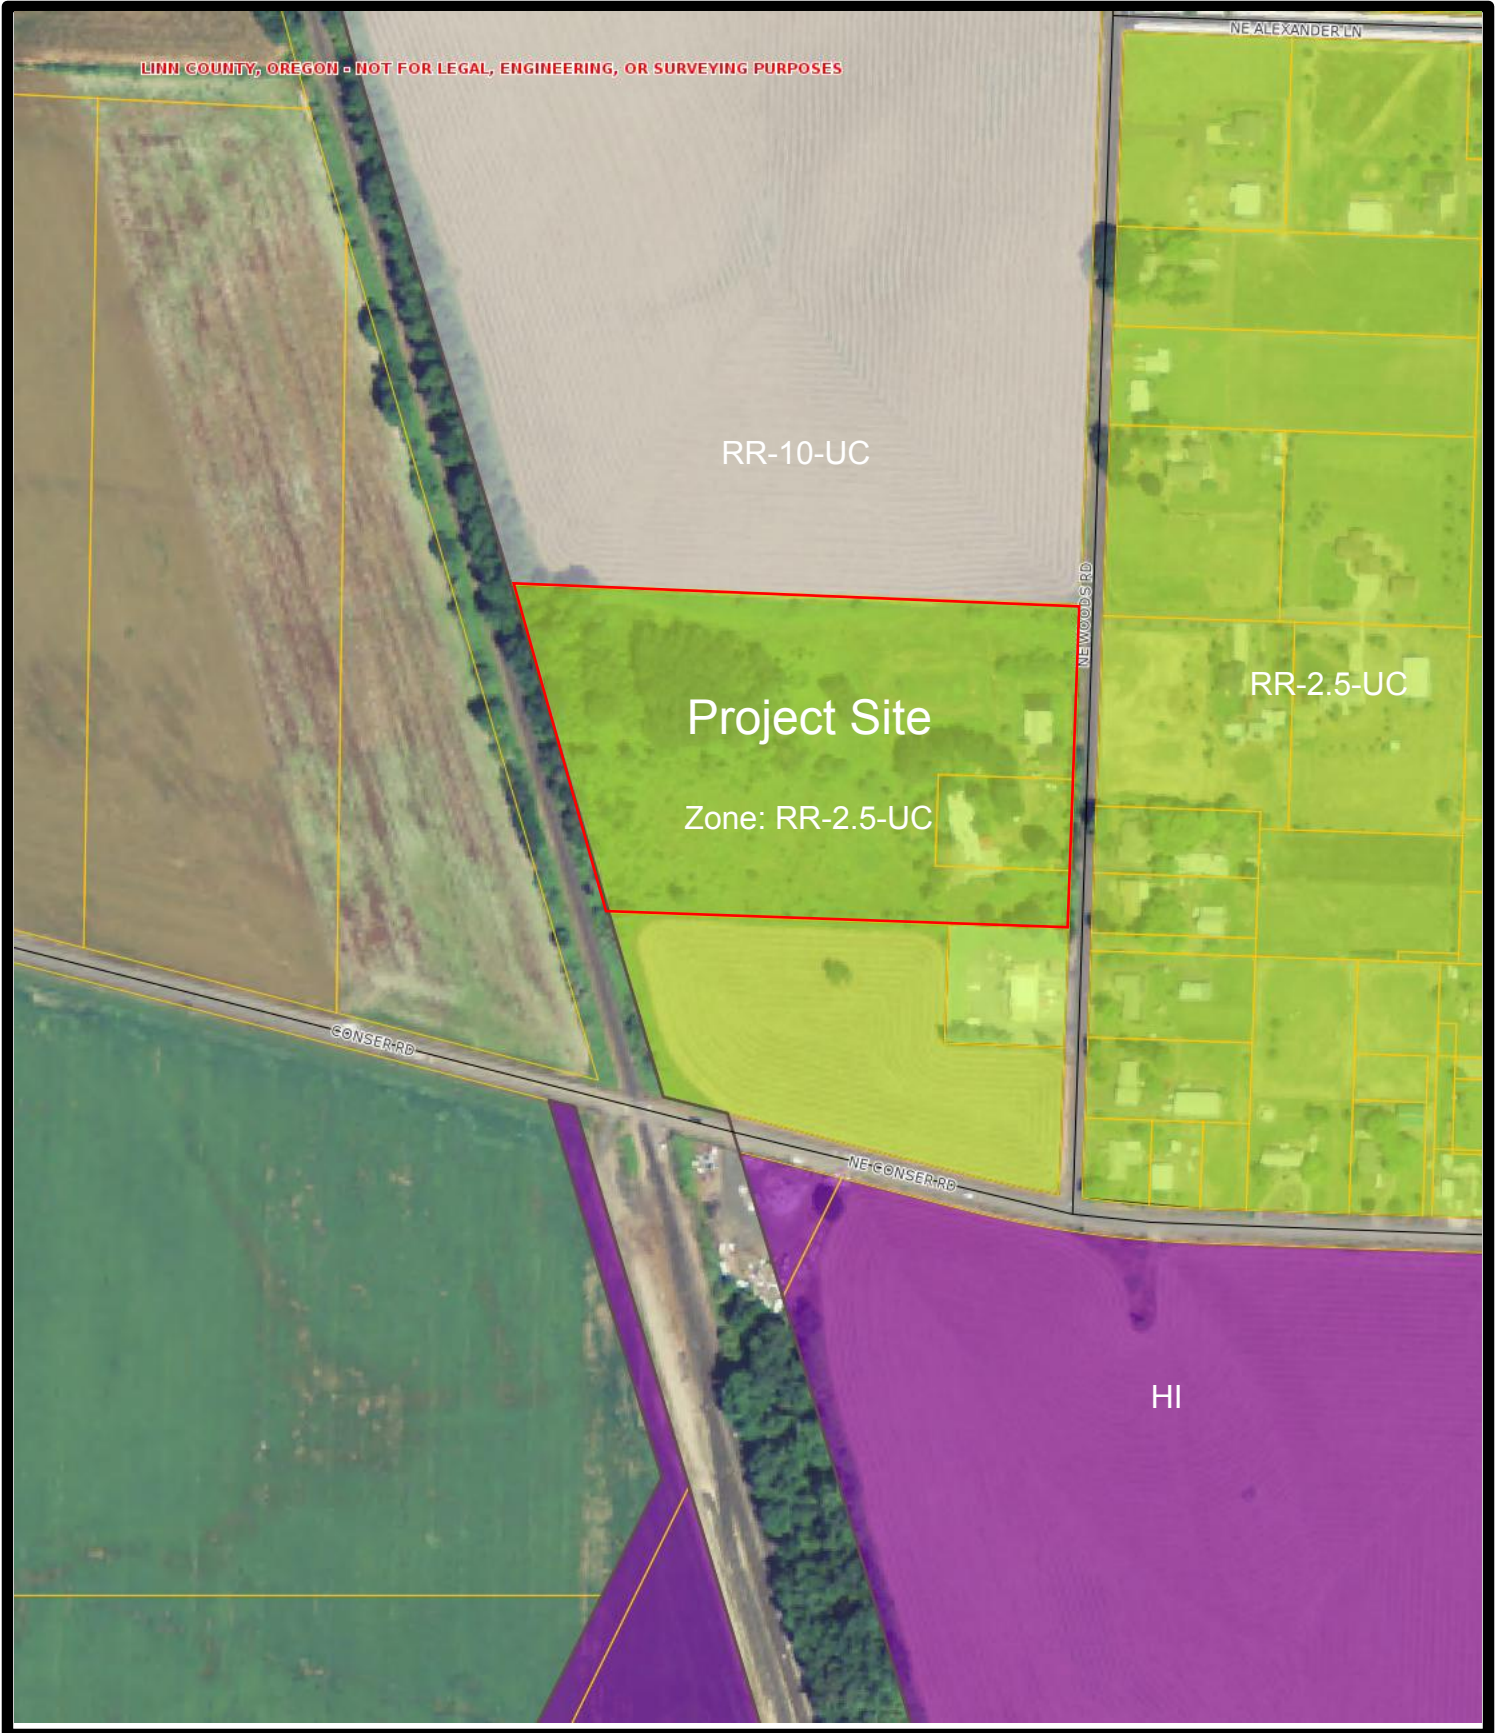 NE ALEXANDER LN
LINN COUNTY, OREGON - NOT FOR LEGAL, ENGINEERING, OR SURVEYING PURPOSES
RR-10-UC
NE WOODS RD
RR-2.5-UC
Project Site
Zone: RR-2.5-UC
CONSER RD
NE CONSER RD
HI